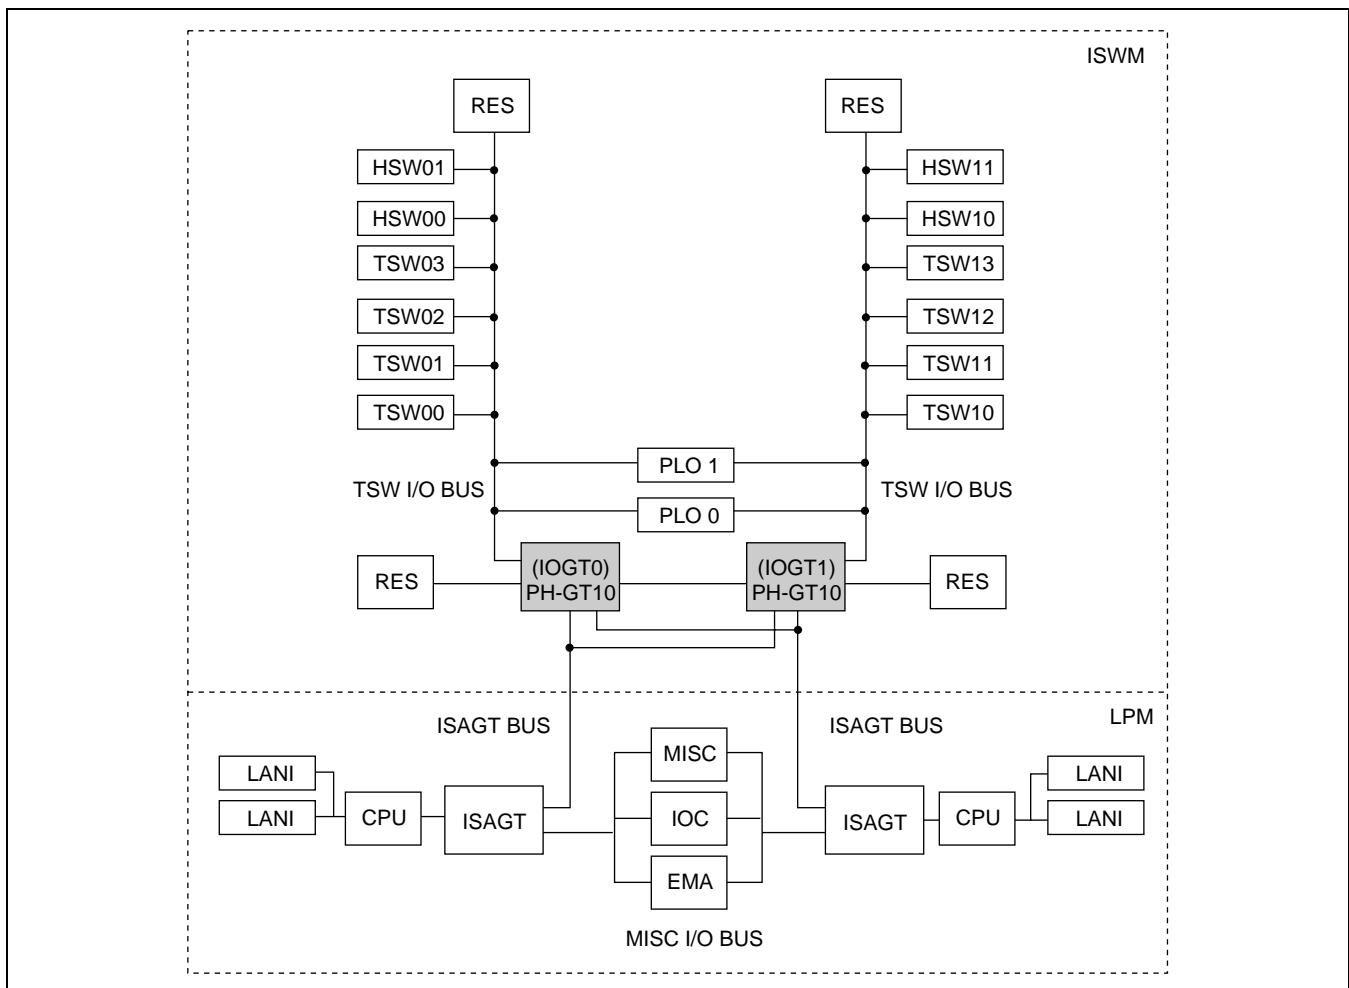 ISWM
RES
RES
HSW01
HSW11
HSW00
HSW10
TSW03
TSW13
TSW02
TSW12
TSW01
TSW11
TSW00
TSW10
PLO 1
TSW I/O BUS
TSW I/O BUS
PLO 0
RES
(IOGT0)
PH-GT10
(IOGT1)
PH-GT10
RES
LPM
ISAGT BUS
ISAGT BUS
MISC
LANI
LANI
LANI
LANI
CPU
ISAGT
IOC
ISAGT
CPU
EMA
MISC I/O BUS